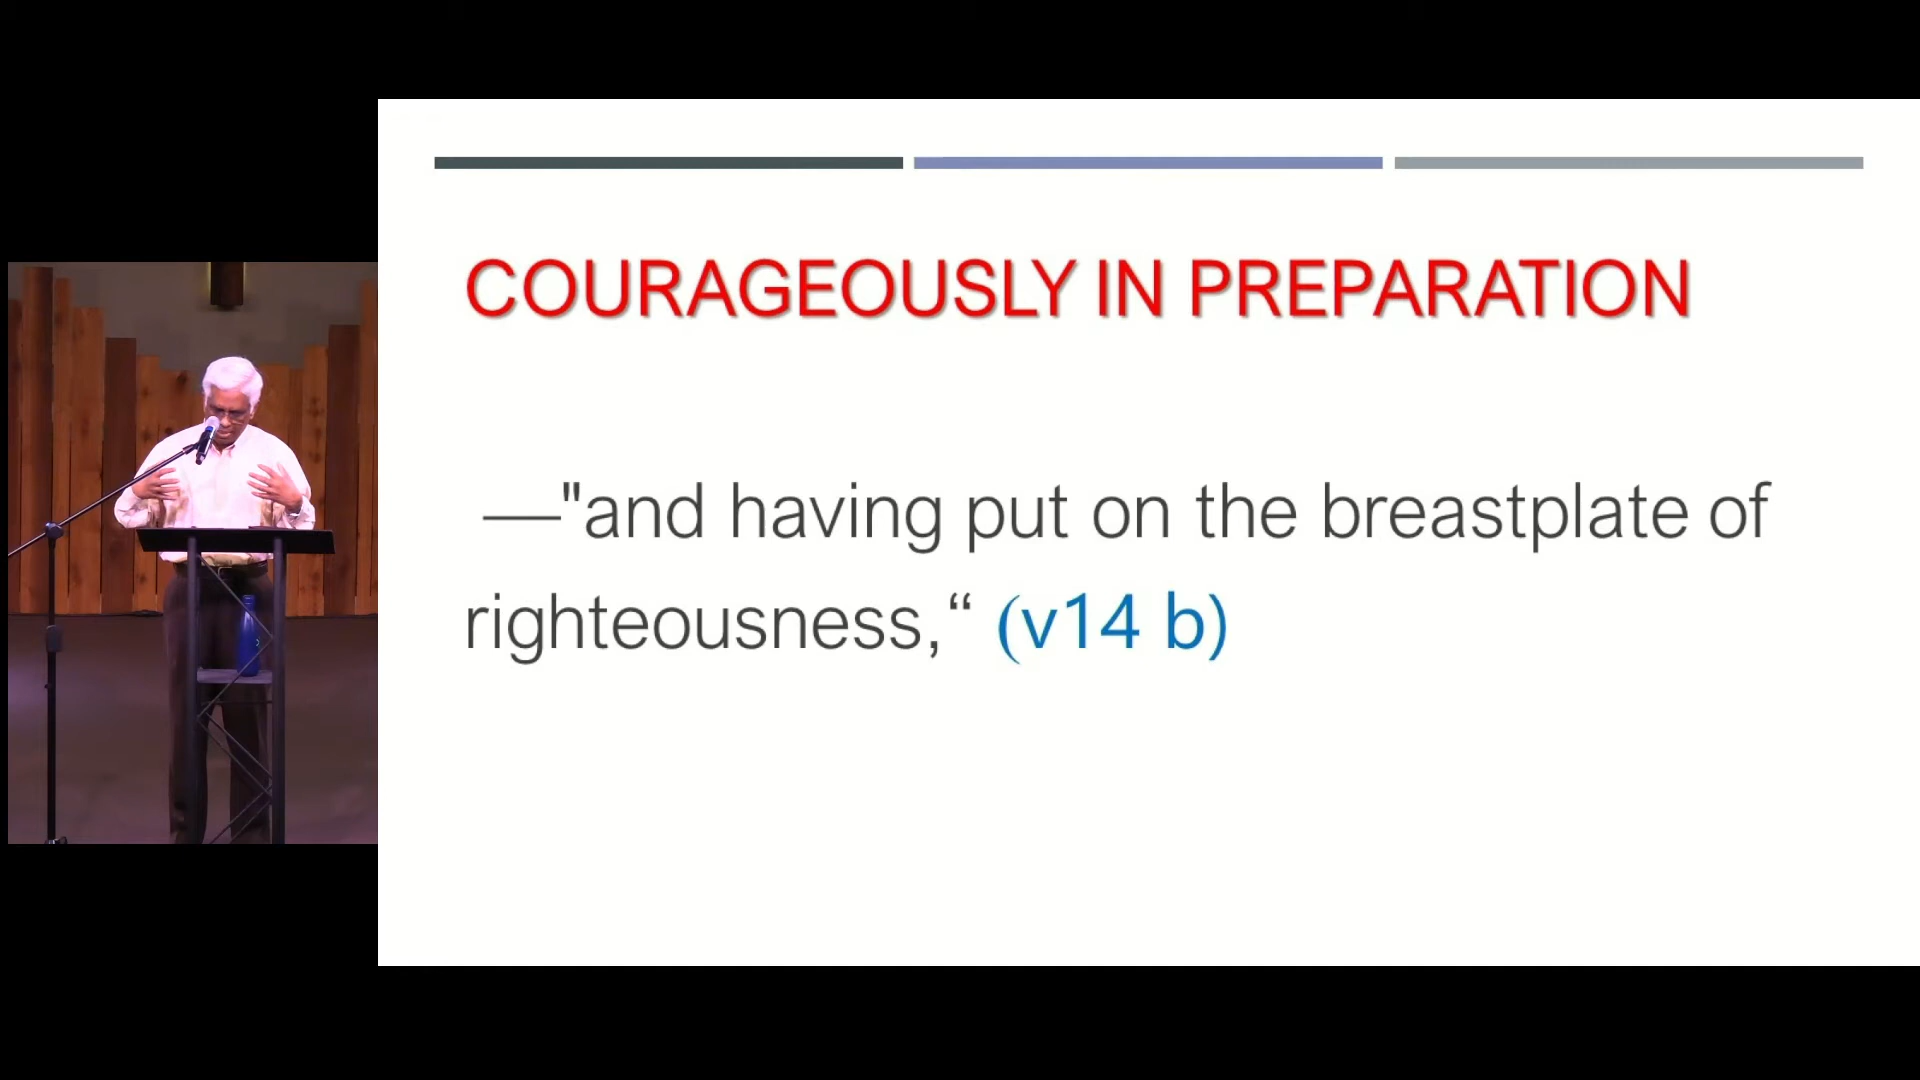 COURAGEOUSLY IN PREPARATION
—"and having put on the breastplate of
righteousness,“ (v14 b)